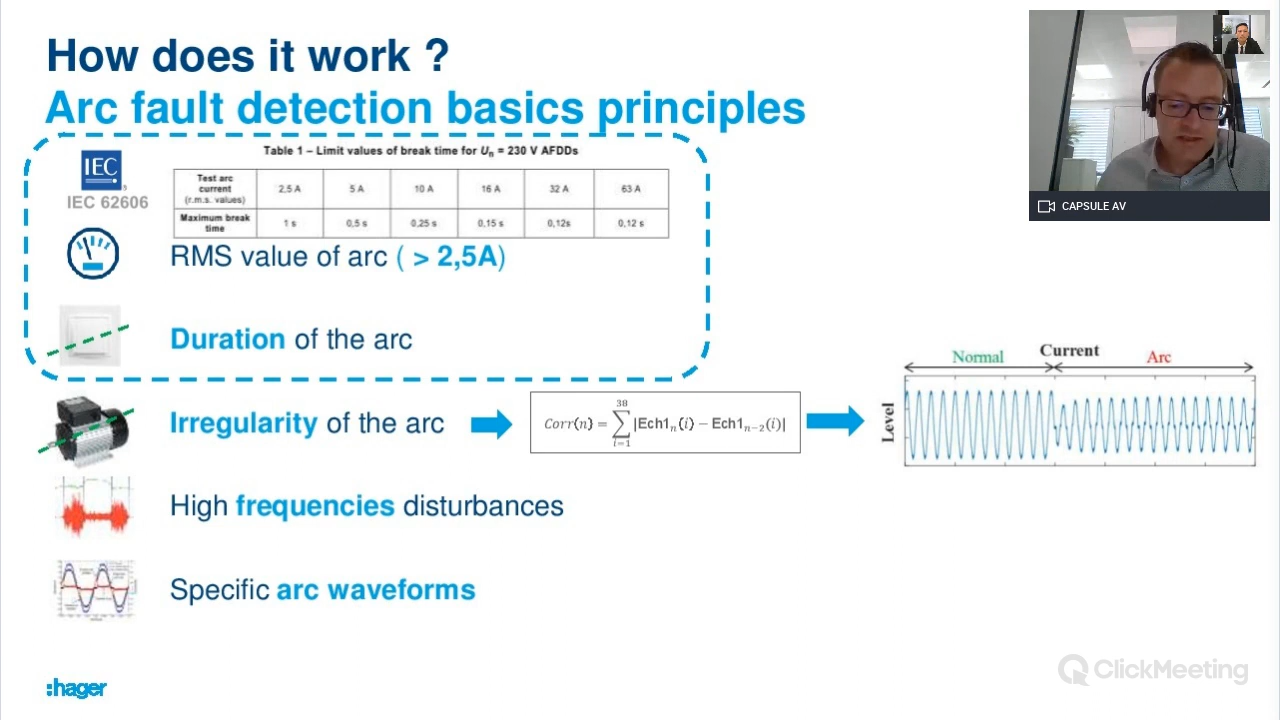 How does it work ?
Arc fault detection basics principles
Table 1 – Limit values of break time for Un = 230 V AFDDs
IEC
IEC 62606
Test arc current (r.m.s. values) 2,5 A 5 A 10 A 16 A 32 A 63 A
Maximum break time 1 s 0,5 s 0,25 s 0,15 s 0,12s 0,12 s
RMS value of arc ( > 2,5A)
Duration of the arc
Irregularity of the arc
Corr(n) = ∑_{i=1}^{38} |Ech1_n(i) − Ech1_{n−2}(i)|
Current
Normal
Arc
Level
High frequencies disturbances
Specific arc waveforms
:hager
CAPSULE AV
ClickMeeting